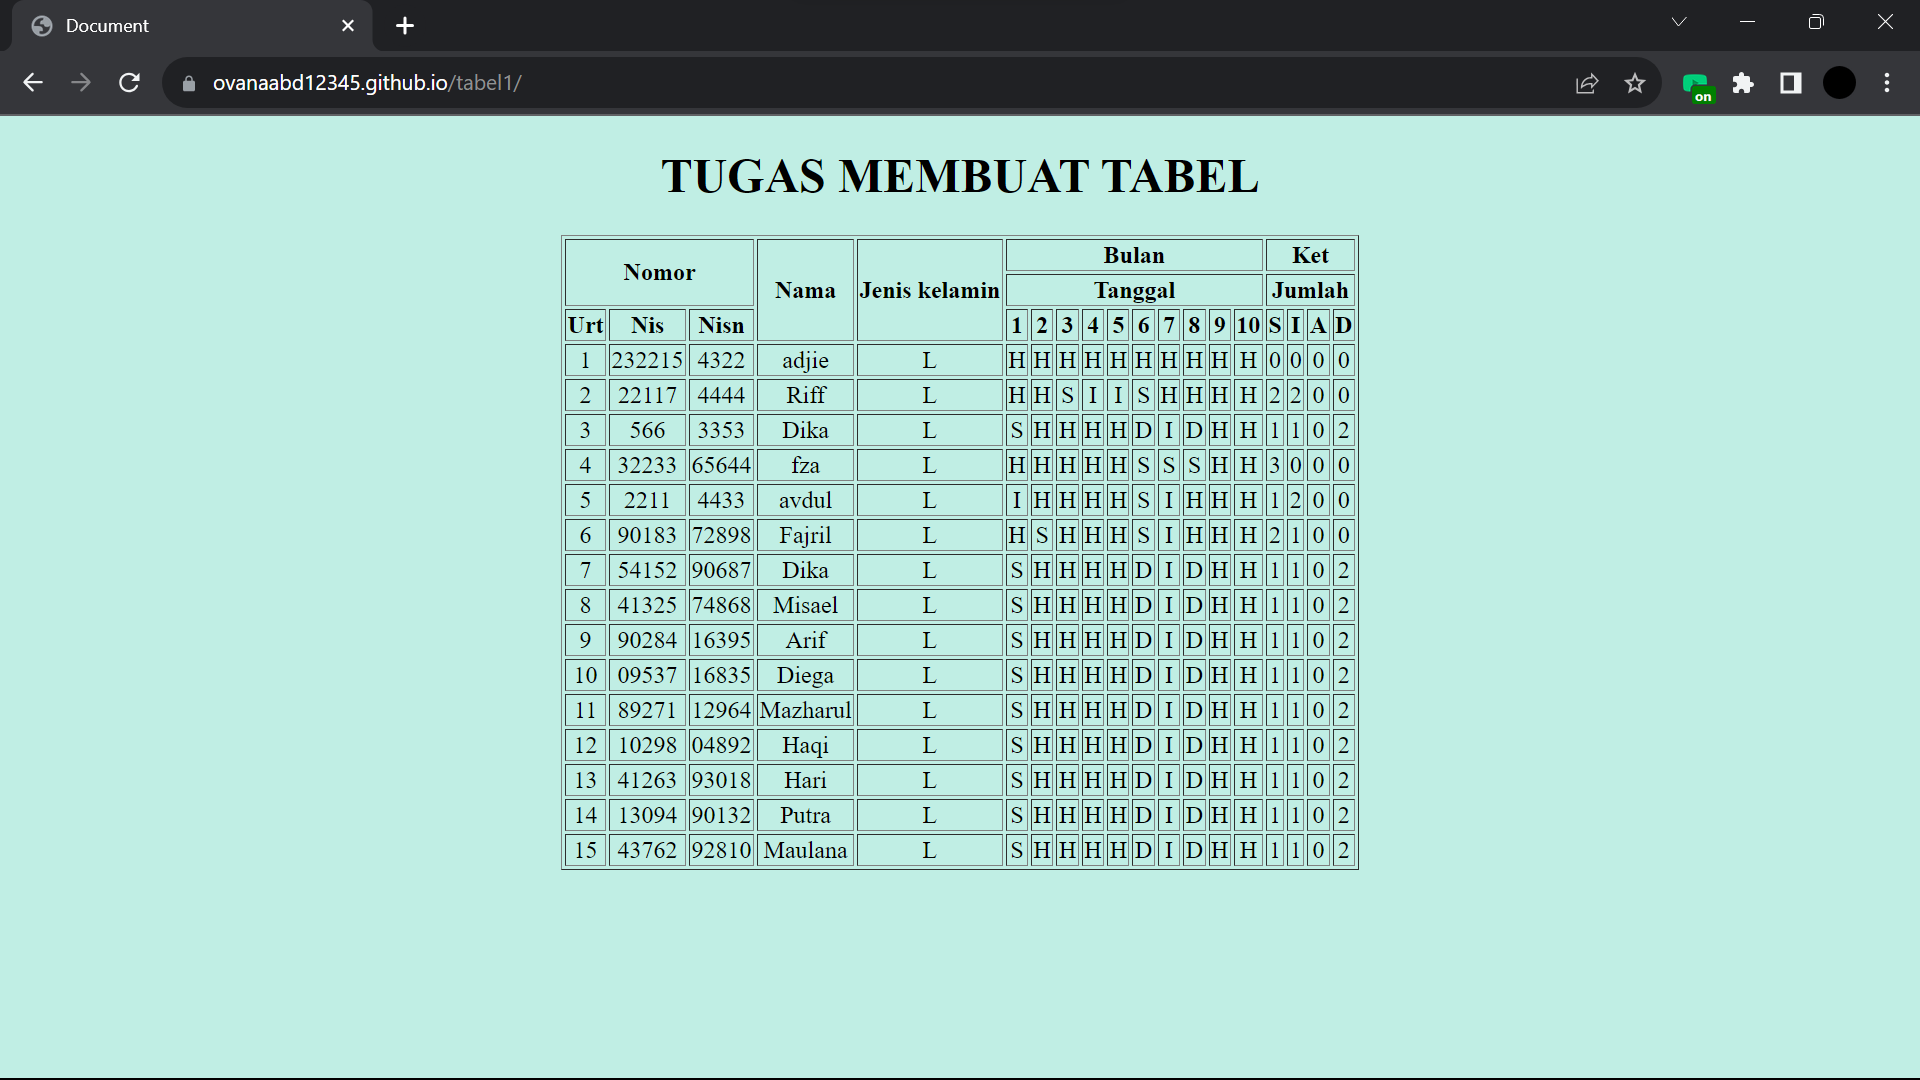 Document
ovanaabd12345.github.io/tabel1/
on
TUGAS MEMBUAT TABEL
Nomor Nama Jenis kelamin Bulan Ket
Tanggal Jumlah
Urt Nis Nisn 1 2 3 4 5 6 7 8 9 10 S I A D
1 232215 4322 adjie L H H H H H H H H H H 0 0 0 0
2 22117 4444 Riff L H H S I I S H H H H 2 2 0 0
3 566 3353 Dika L S H H H H D I D H H 1 1 0 2
4 32233 65644 fza L H H H H H S S S H H 3 0 0 0
5 2211 4433 avdul L I H H H H S I H H H 1 2 0 0
6 90183 72898 Fajril L H S H H H S I H H H 2 1 0 0
7 54152 90687 Dika L S H H H H D I D H H 1 1 0 2
8 41325 74868 Misael L S H H H H D I D H H 1 1 0 2
9 90284 16395 Arif L S H H H H D I D H H 1 1 0 2
10 09537 16835 Diega L S H H H H D I D H H 1 1 0 2
11 89271 12964 Mazharul L S H H H H D I D H H 1 1 0 2
12 10298 04892 Haqi L S H H H H D I D H H 1 1 0 2
13 41263 93018 Hari L S H H H H D I D H H 1 1 0 2
14 13094 90132 Putra L S H H H H D I D H H 1 1 0 2
15 43762 92810 Maulana L S H H H H D I D H H 1 1 0 2